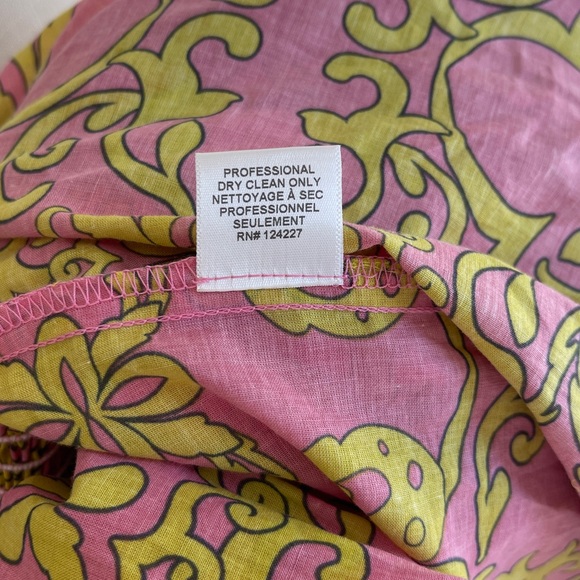 PROFESSIONAL
DRY CLEAN ONLY
NETTOYAGE À SEC
PROFESSIONNEL
SEULEMENT
RN# 124227